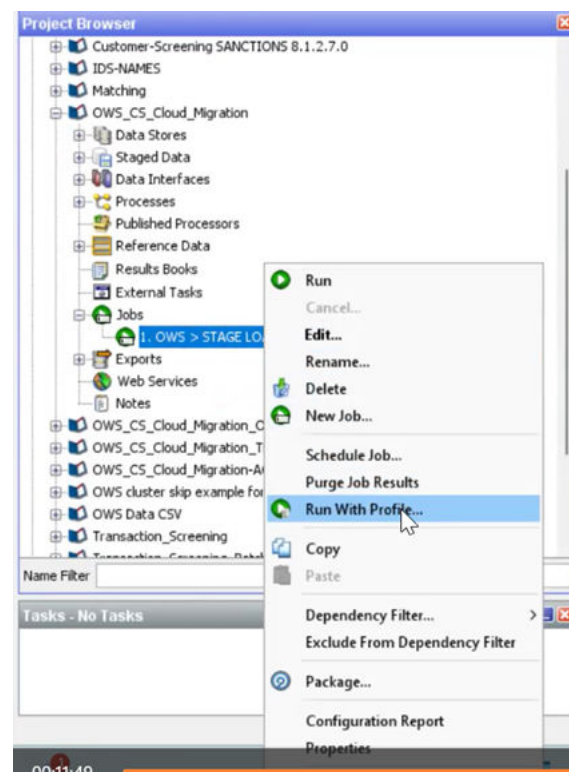 Project Browser
Customer-Screening SANCTIONS 8.1.2.7.0
IDS-NAMES
Matching
OWS_CS_Cloud_Migration
Data Stores
Staged Data
Data Interfaces
Processes
Published Processors
Reference Data
Results Books
External Tasks
Jobs
1. OWS > STAGE LO
Exports
Web Services
Notes
OWS_CS_Cloud_Migration_O
OWS_CS_Cloud_Migration_T
OWS_CS_Cloud_Migration-A
OWS cluster skip example fo
OWS Data CSV
Transaction_Screening
Name Filter
Tasks - No Tasks
Run
Cancel...
Edit...
Rename...
Delete
New Job...
Schedule Job...
Purge Job Results
Run With Profile...
Copy
Paste
Dependency Filter...
Exclude From Dependency Filter
Package...
Configuration Report
Properties
00:11:49